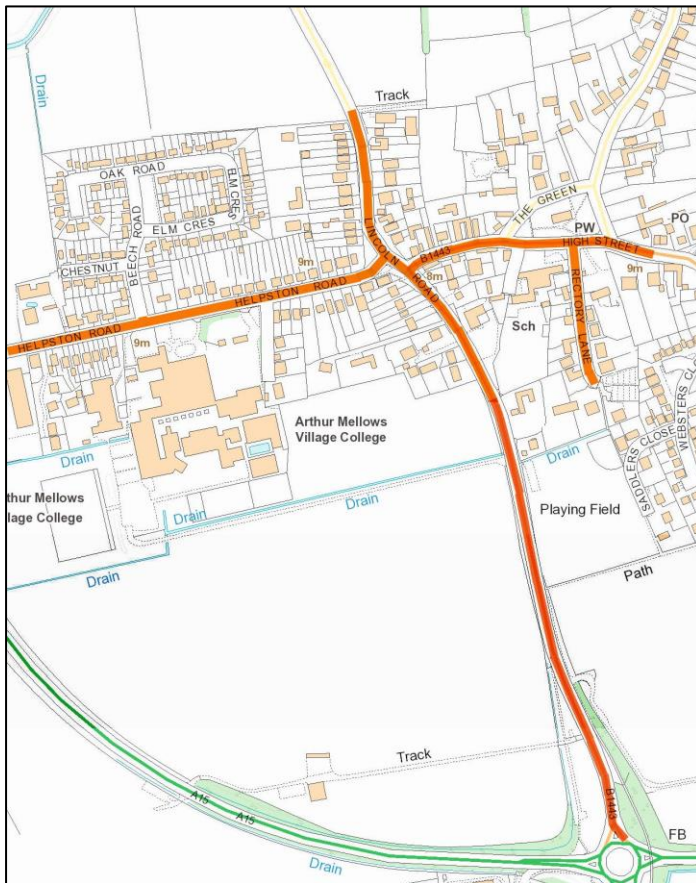 Drain
Track
OAK ROAD
ELM CRES
BEECH ROAD
ELM CRES
CHESTNUT
THE GREEN
PW
PO
LINCOLN ROAD
B1443
HIGH STREET
9m
HELPSTON ROAD
8m
9m
HELPSTON ROAD
9m
RECTORY LANE
Sch
WEBSTERS CL
SADDLERS CLOSE
Arthur Mellows
Village College
Drain
Drain
thur Mellows
llage College
Drain
Drain
Playing Field
Drain
Path
Track
A15
A15
B1443
FB
Drain